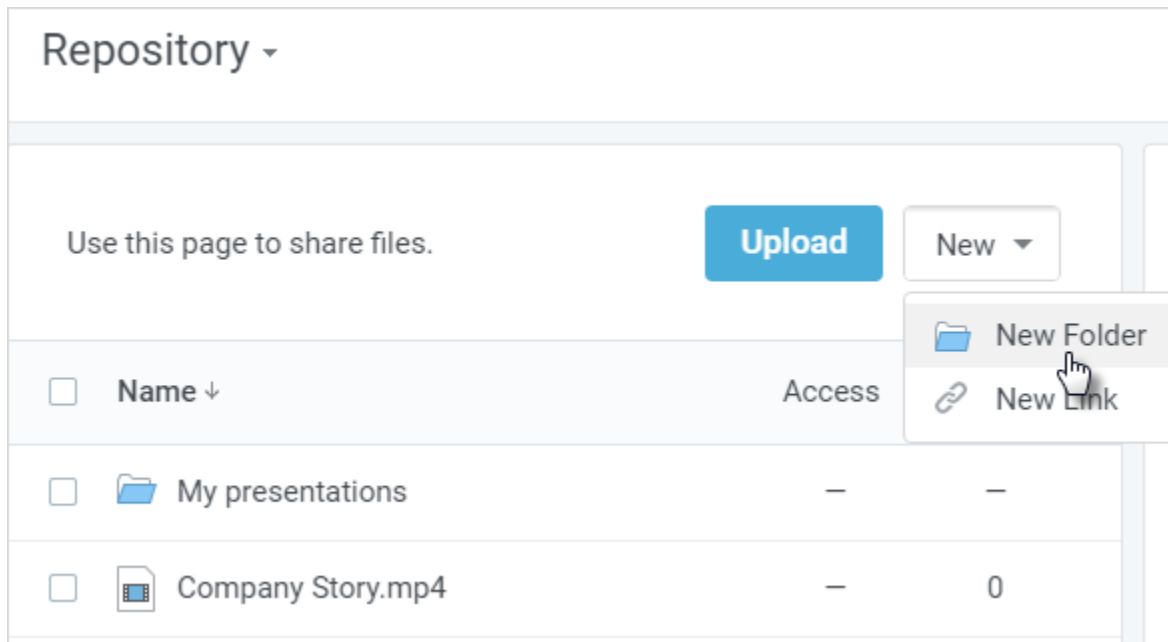 Repository
Use this page to share files.
Upload
New
New Folder
New Link
Name
Access
My presentations
—
—
Company Story.mp4
—
0